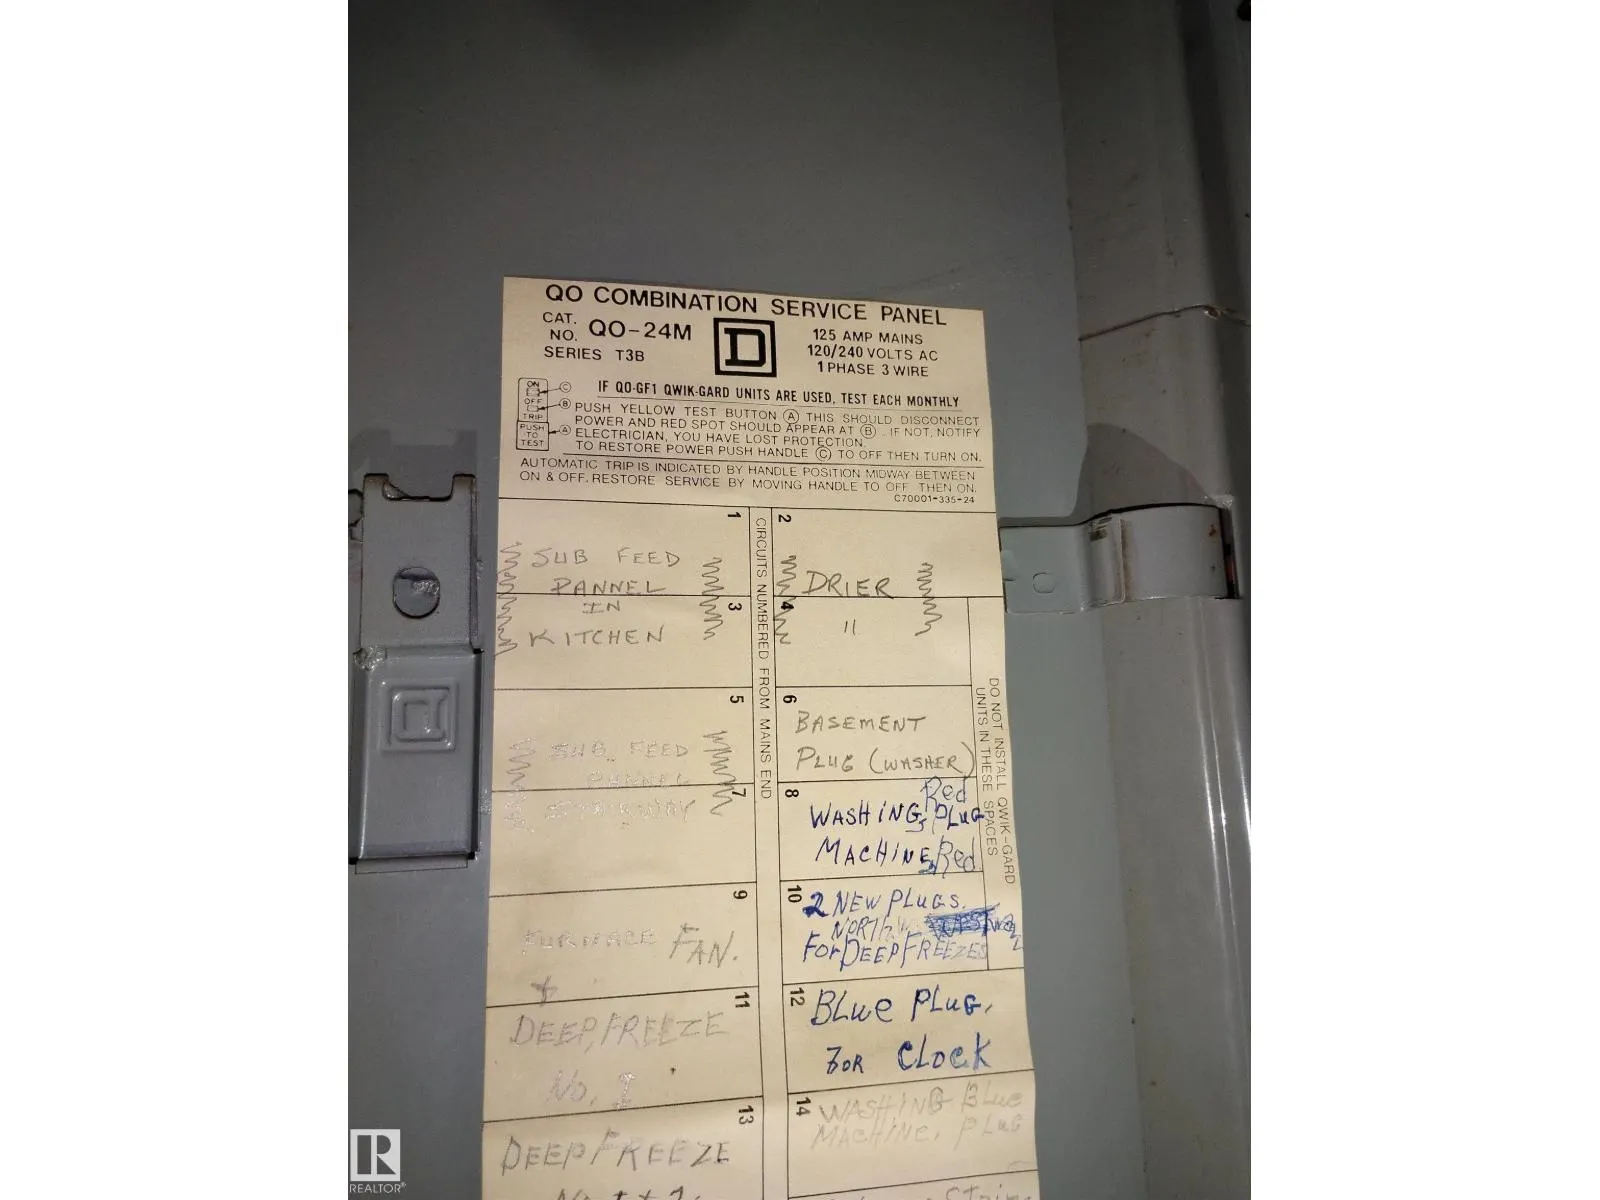 QO COMBINATION SERVICE PANEL
CAT. NO. QO-24M
SERIES T3B
D
125 AMP MAINS
120/240 VOLTS AC
1 PHASE 3 WIRE
ON
OFF
TRIP
PUSH
TO
TEST
C
B
A
IF QO-GF1 QWIK-GARD UNITS ARE USED, TEST EACH MONTHLY
PUSH YELLOW TEST BUTTON (A) THIS SHOULD DISCONNECT
POWER AND RED SPOT SHOULD APPEAR AT (B). IF NOT, NOTIFY
ELECTRICIAN, YOU HAVE LOST PROTECTION.
TO RESTORE POWER PUSH HANDLE (C) TO OFF THEN TURN ON.
AUTOMATIC TRIP IS INDICATED BY HANDLE POSITION MIDWAY BETWEEN
ON & OFF. RESTORE SERVICE BY MOVING HANDLE TO OFF THEN ON.
C70001-335-24
CIRCUITS NUMBERED FROM MAINS END
1
SUB FEED
PANNEL
3
IN
KITCHEN
2
DRIER
4
"
5
SUB FEED
PANNEL
7
6
BASEMENT
PLUG (WASHER)
8
Red
WASHING PLUG
MACHINE Red
DO NOT INSTALL QWIK-GARD
UNITS IN THESE SPACES
9
FURNACE FAN.
+
10
2 NEW PLUGS.
NORTH
For DEEP FREEZES
11
DEEP, FREEZE
No. I
12
BLUE PLUG,
FOR CLOCK
13
DEEP FREEZE
14
WASHING BLUE
MACHINE, PLUG
REALTOR®